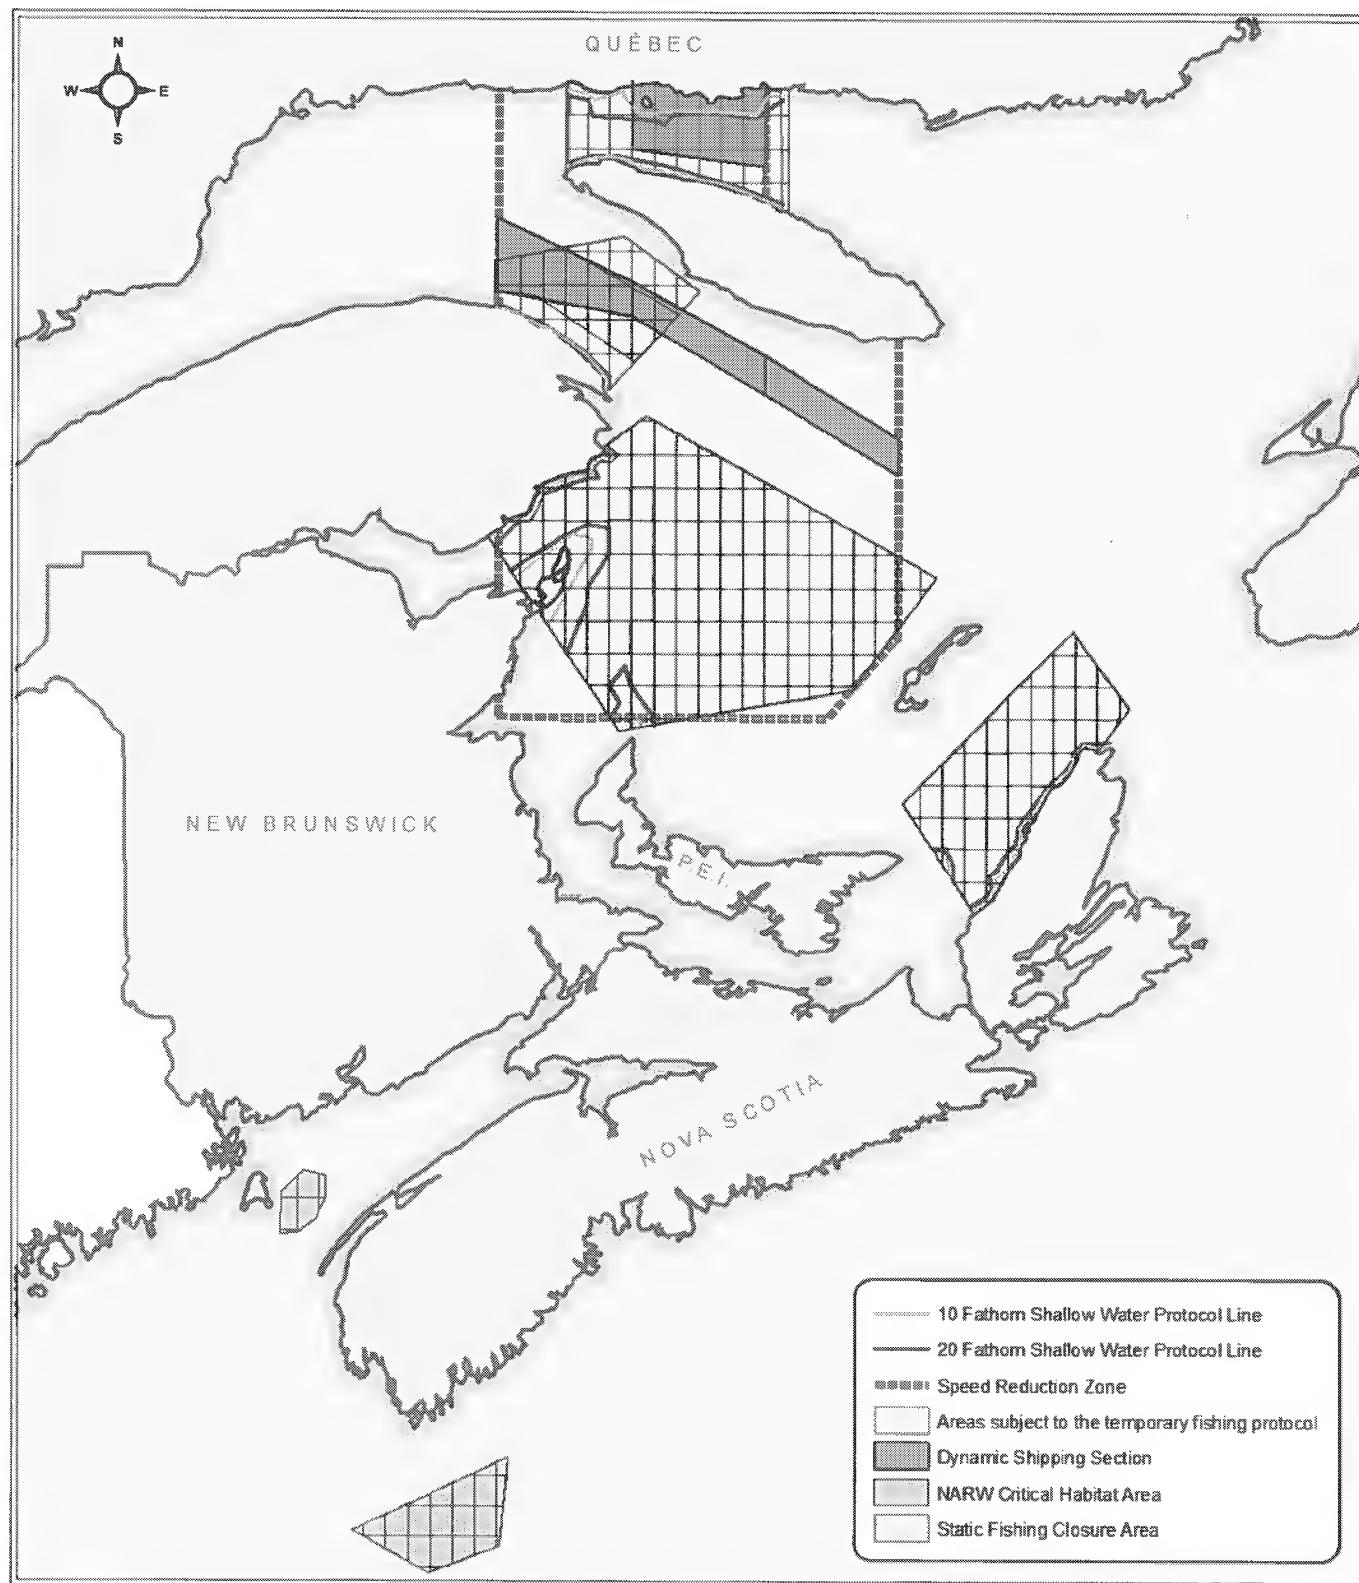 QUÉBEC
N
W E
S
NEW BRUNSWICK
P.E.I.
NOVA SCOTIA
10 Fathom Shallow Water Protocol Line
20 Fathom Shallow Water Protocol Line
Speed Reduction Zone
Areas subject to the temporary fishing protocol
Dynamic Shipping Section
NARW Critical Habitat Area
Static Fishing Closure Area